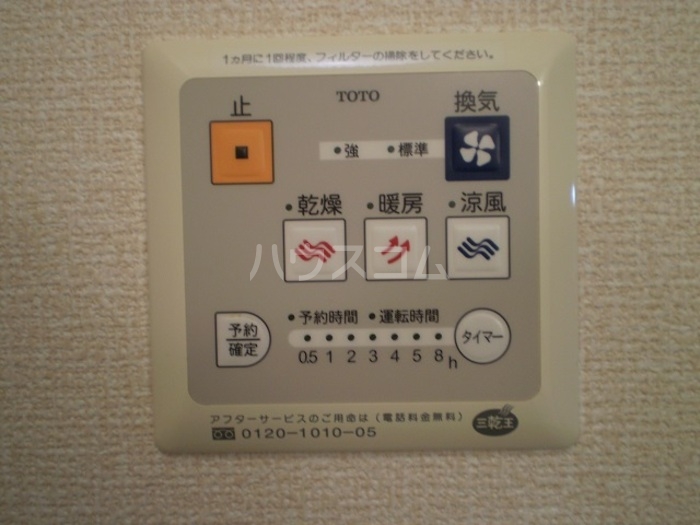 1ヵ月に1回程度、フィルターの掃除をしてください。
止
TOTO
換気
強 標準
乾燥 暖房 涼風
ハウスコム
予約時間 運転時間
予約
確定
タイマー
0.5 1 2 3 4 5 6 8 h
アフターサービスのご用命は(電話料金無料)
0120-1010-05
三乾王